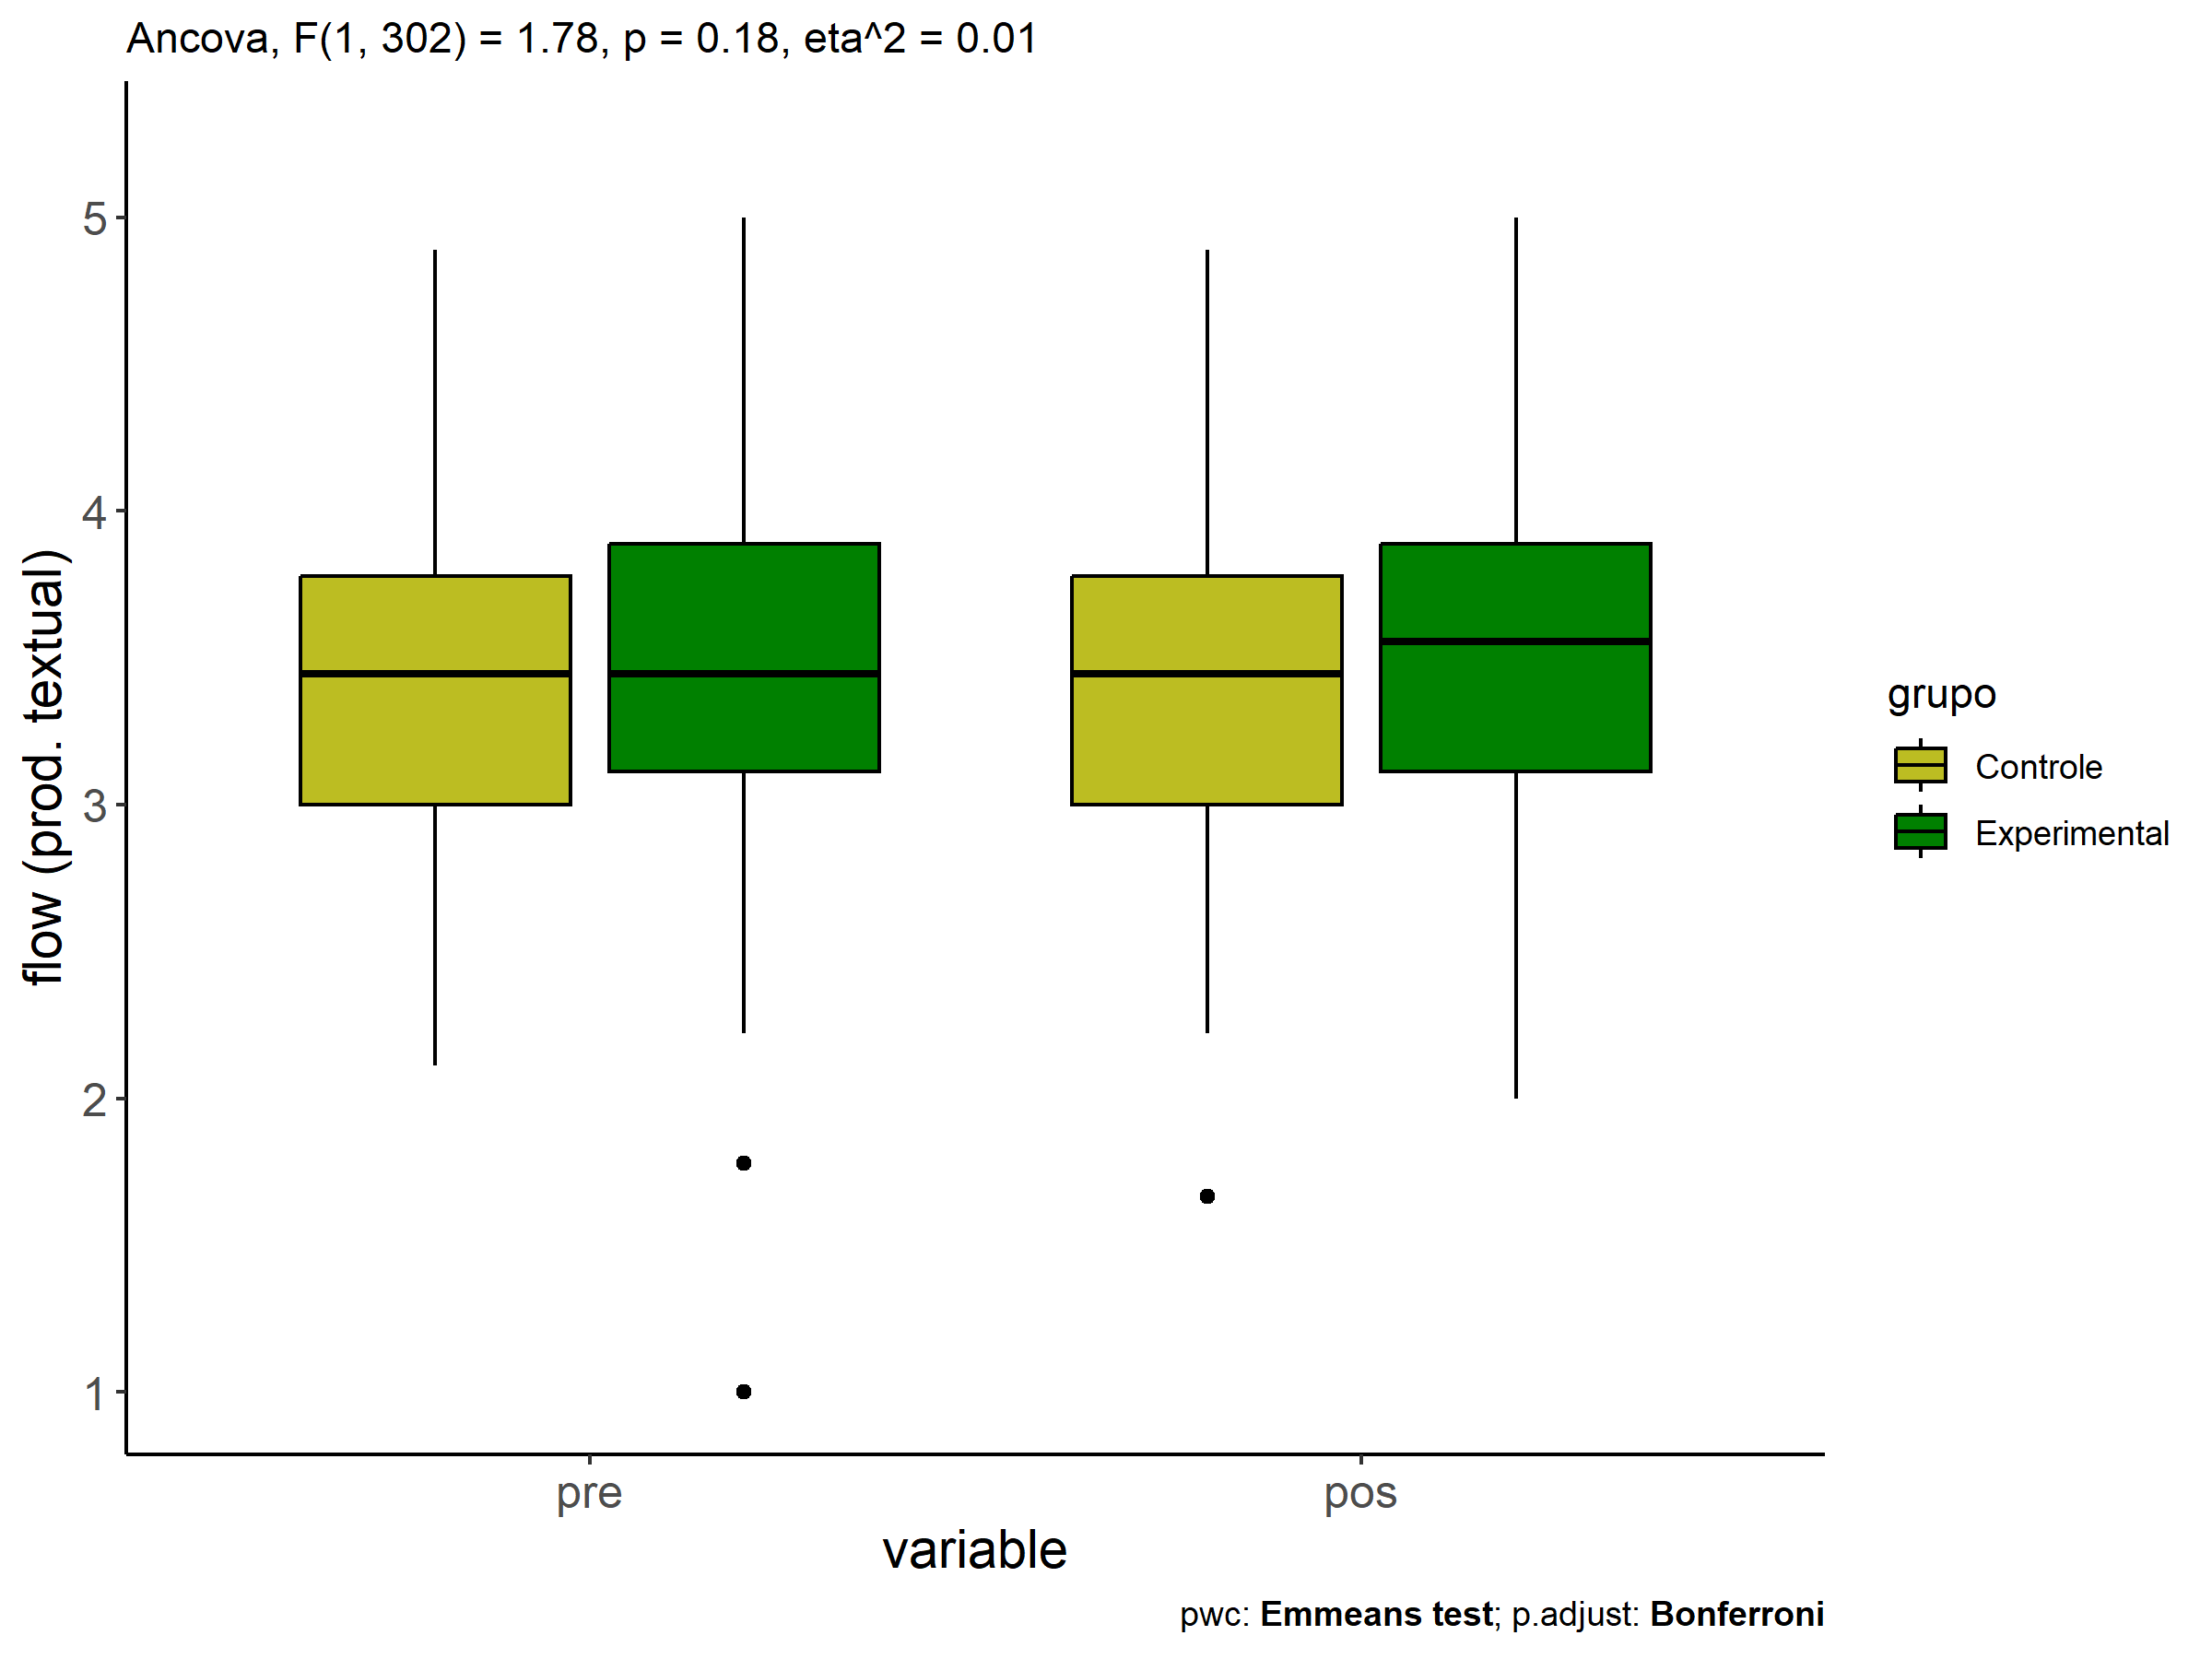 Ancova, F(1, 302) = 1.78, p = 0.18, eta^2 = 0.01
flow (prod. textual)
5
4
3
2
1
pre pos
variable
grupo
Controle
Experimental
pwc: Emmeans test; p.adjust: Bonferroni